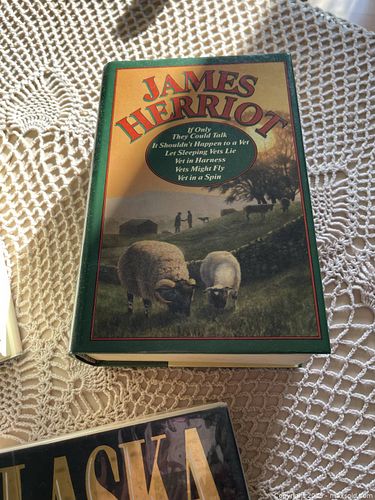 JAMES
HERRIOT
If Only
They Could Talk
It Shouldn't Happen to a Vet
Let Sleeping Vets Lie
Vet in Harness
Vets Might Fly
Vet in a Spin
LASKA